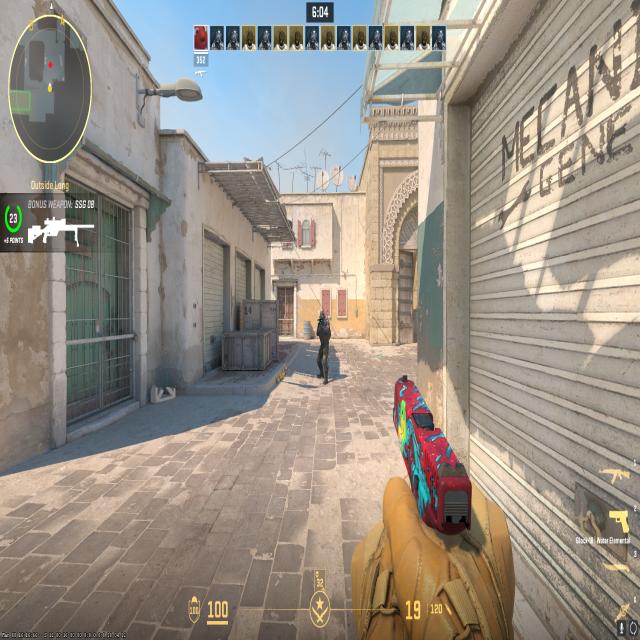 6:04
352
Outside Long
BONUS WEAPON: SSG 08
23
+5 POINTS
MECANI
GENE
Glock-18 | Water Elemental
100
100
19
120